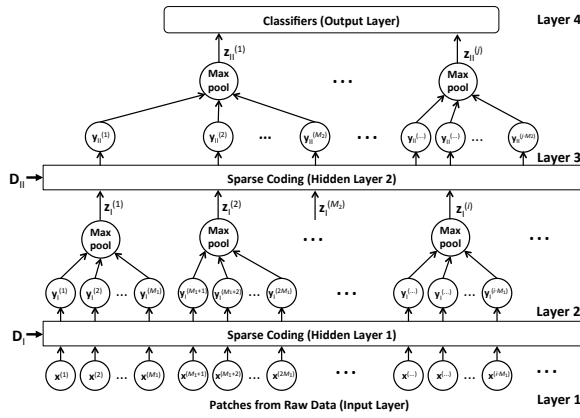 Classifiers (Output Layer) Layer 4
z_II^(1) z_II^(j)
Max pool ... Max pool
y_II^(1) y_II^(2) ... y_II^(M₂) ... y_II^(...) y_II^(...) ... y_II^(j·M₂)
Layer 3
D_II Sparse Coding (Hidden Layer 2)
z_I^(1) z_I^(2) z_I^(M₂) z_I^(i)
Max pool Max pool ... Max pool ...
y_I^(1) y_I^(2) ... y_I^(M₁) y_I^(M₁+1) y_I^(M₁+2) ... y_I^(2M₁) ... y_I^(...) y_I^(...) ... y_I^(i·M₁)
Layer 2
D_I Sparse Coding (Hidden Layer 1)
x^(1) x^(2) ... x^(M₁) x^(M₁+1) x^(M₁+2) ... x^(2M₁) ... x^(...) x^(...) ... x^(i·M₁) ...
Layer 1
Patches from Raw Data (Input Layer)